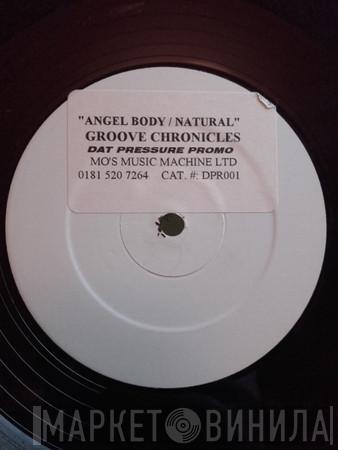 "ANGEL BODY / NATURAL"
GROOVE CHRONICLES
DAT PRESSURE PROMO
MO'S MUSIC MACHINE LTD
0181 520 7264 CAT. #: DPR001
МАРКЕТ ВИНИЛА